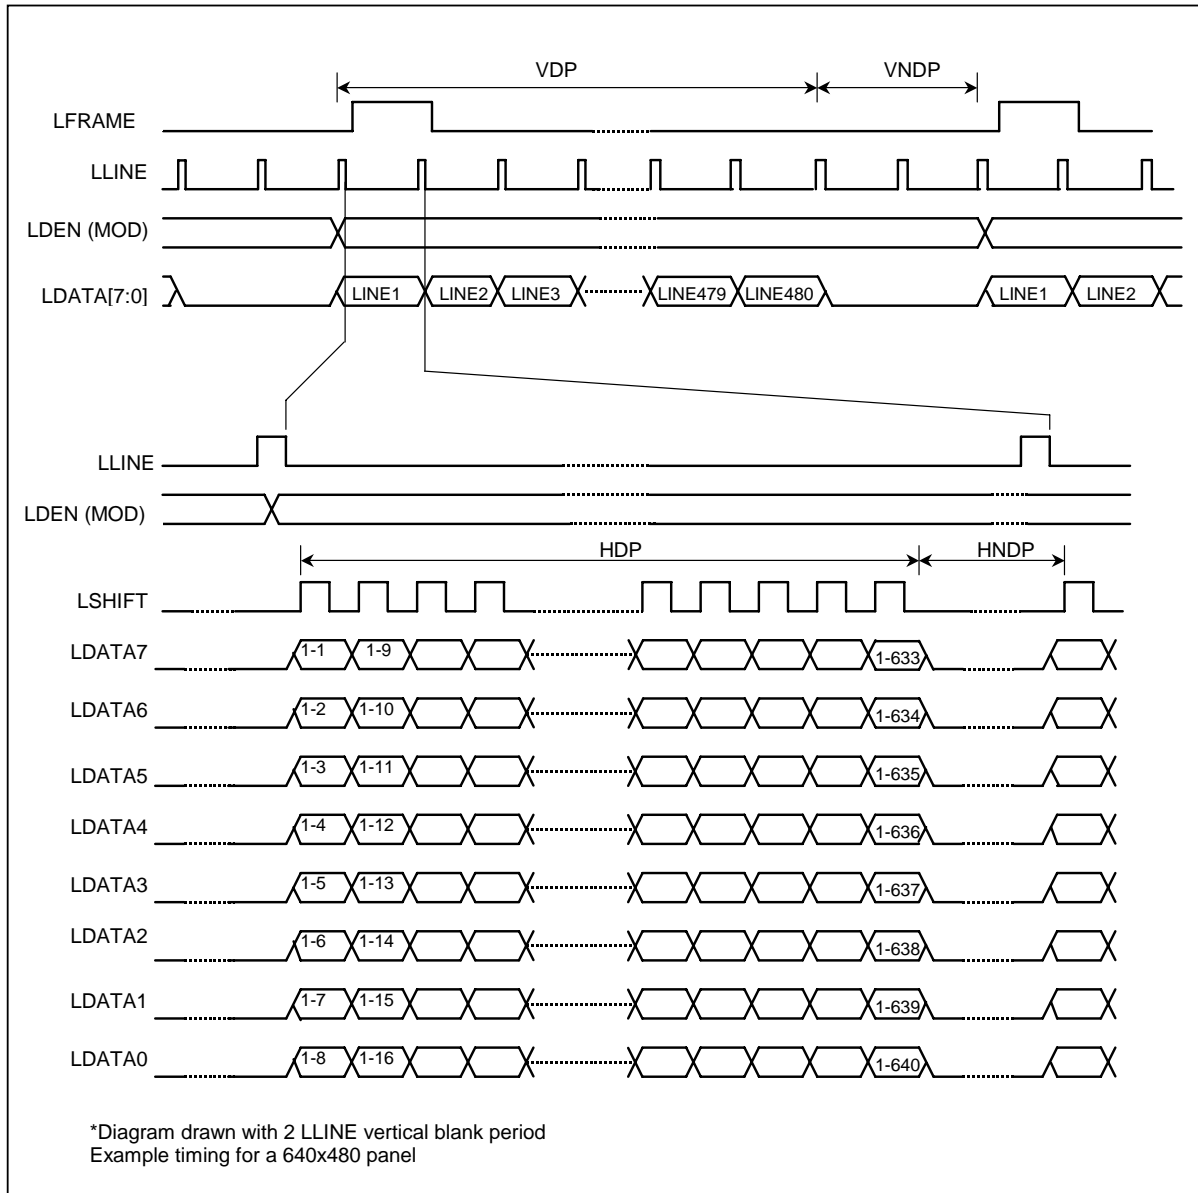 VDP VNDP
LFRAME
LLINE
LDEN (MOD)
LDATA[7:0] LINE1 LINE2 LINE3 LINE479 LINE480 LINE1 LINE2
LLINE
LDEN (MOD)
HDP HNDP
LSHIFT
LDATA7 1-1 1-9 1-633
LDATA6 1-2 1-10 1-634
LDATA5 1-3 1-11 1-635
LDATA4 1-4 1-12 1-636
LDATA3 1-5 1-13 1-637
LDATA2 1-6 1-14 1-638
LDATA1 1-7 1-15 1-639
LDATA0 1-8 1-16 1-640
*Diagram drawn with 2 LLINE vertical blank period
Example timing for a 640x480 panel